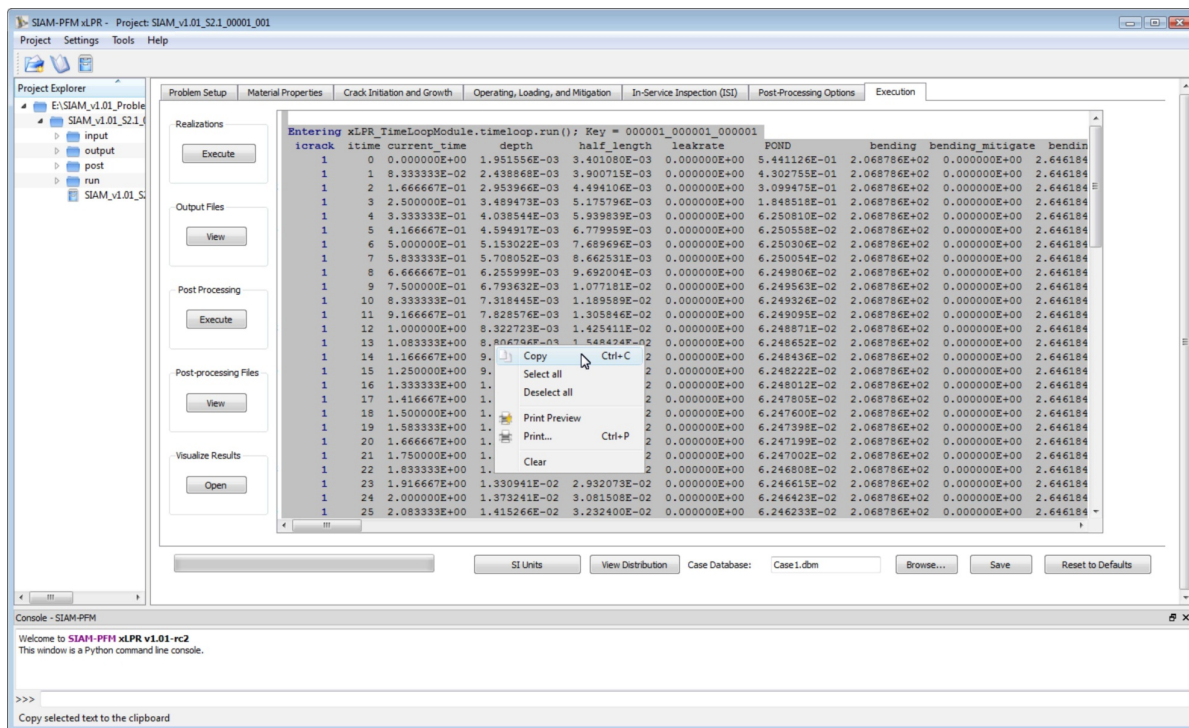 SIAM-PFM xLPR - Project: SIAM_v1.01_S2.1_00001_001
Project Settings Tools Help
Project Explorer
E:\SIAM_v1.01_Proble
SIAM_v1.01_S2.1_(
input
output
post
run
SIAM_v1.01_S2
Problem Setup Material Properties Crack Initiation and Growth Operating, Loading, and Mitigation In-Service Inspection (ISI) Post-Processing Options Execution
Realizations
Execute
Output Files
View
Post Processing
Execute
Post-processing Files
View
Visualize Results
Open
Entering xLPR_TimeLoopModule.timeloop.run(); Key = 000001_000001_000001
icrack itime current_time depth half_length leakrate POND bending bending_mitigate bendin
1 0 0.000000E+00 1.951556E-03 3.401080E-03 0.000000E+00 5.441126E-01 2.068786E+02 0.000000E+00 2.646184
1 1 8.333333E-02 2.438868E-03 3.900715E-03 0.000000E+00 4.302755E-01 2.068786E+02 0.000000E+00 2.646184
1 2 1.666667E-01 2.953966E-03 4.494106E-03 0.000000E+00 3.099475E-01 2.068786E+02 0.000000E+00 2.646184
1 3 2.500000E-01 3.489473E-03 5.175796E-03 0.000000E+00 1.848518E-01 2.068786E+02 0.000000E+00 2.646184
1 4 3.333333E-01 4.038544E-03 5.939839E-03 0.000000E+00 6.250810E-02 2.068786E+02 0.000000E+00 2.646184
1 5 4.166667E-01 4.594917E-03 6.779959E-03 0.000000E+00 6.250558E-02 2.068786E+02 0.000000E+00 2.646184
1 6 5.000000E-01 5.153022E-03 7.689696E-03 0.000000E+00 6.250306E-02 2.068786E+02 0.000000E+00 2.646184
1 7 5.833333E-01 5.708052E-03 8.662531E-03 0.000000E+00 6.250054E-02 2.068786E+02 0.000000E+00 2.646184
1 8 6.666667E-01 6.255999E-03 9.692004E-03 0.000000E+00 6.249806E-02 2.068786E+02 0.000000E+00 2.646184
1 9 7.500000E-01 6.793632E-03 1.077181E-02 0.000000E+00 6.249563E-02 2.068786E+02 0.000000E+00 2.646184
1 10 8.333333E-01 7.318445E-03 1.189589E-02 0.000000E+00 6.249326E-02 2.068786E+02 0.000000E+00 2.646184
1 11 9.166667E-01 7.828576E-03 1.305846E-02 0.000000E+00 6.249095E-02 2.068786E+02 0.000000E+00 2.646184
1 12 1.000000E+00 8.322723E-03 1.425411E-02 0.000000E+00 6.248871E-02 2.068786E+02 0.000000E+00 2.646184
1 13 1.083333E+00 8.806796E-03 1.548424E-02 0.000000E+00 6.248652E-02 2.068786E+02 0.000000E+00 2.646184
1 14 1.166667E+00 9. 2 0.000000E+00 6.248436E-02 2.068786E+02 0.000000E+00 2.646184
1 15 1.250000E+00 9. 2 0.000000E+00 6.248222E-02 2.068786E+02 0.000000E+00 2.646184
1 16 1.333333E+00 1. 2 0.000000E+00 6.248012E-02 2.068786E+02 0.000000E+00 2.646184
1 17 1.416667E+00 1. 2 0.000000E+00 6.247805E-02 2.068786E+02 0.000000E+00 2.646184
1 18 1.500000E+00 1. 2 0.000000E+00 6.247600E-02 2.068786E+02 0.000000E+00 2.646184
1 19 1.583333E+00 1. 2 0.000000E+00 6.247398E-02 2.068786E+02 0.000000E+00 2.646184
1 20 1.666667E+00 1. 2 0.000000E+00 6.247199E-02 2.068786E+02 0.000000E+00 2.646184
1 21 1.750000E+00 1. 2 0.000000E+00 6.247002E-02 2.068786E+02 0.000000E+00 2.646184
1 22 1.833333E+00 1. 2 0.000000E+00 6.246808E-02 2.068786E+02 0.000000E+00 2.646184
1 23 1.916667E+00 1.330941E-02 2.932073E-02 0.000000E+00 6.246615E-02 2.068786E+02 0.000000E+00 2.646184
1 24 2.000000E+00 1.373241E-02 3.081508E-02 0.000000E+00 6.246423E-02 2.068786E+02 0.000000E+00 2.646184
1 25 2.083333E+00 1.415266E-02 3.232400E-02 0.000000E+00 6.246233E-02 2.068786E+02 0.000000E+00 2.646184
Copy Ctrl+C
Select all
Deselect all
Print Preview
Print... Ctrl+P
Clear
SI Units View Distribution Case Database: Case1.dbm Browse... Save Reset to Defaults
Console - SIAM-PFM
Welcome to SIAM-PFM xLPR v1.01-rc2
This window is a Python command line console.
>>>
Copy selected text to the clipboard